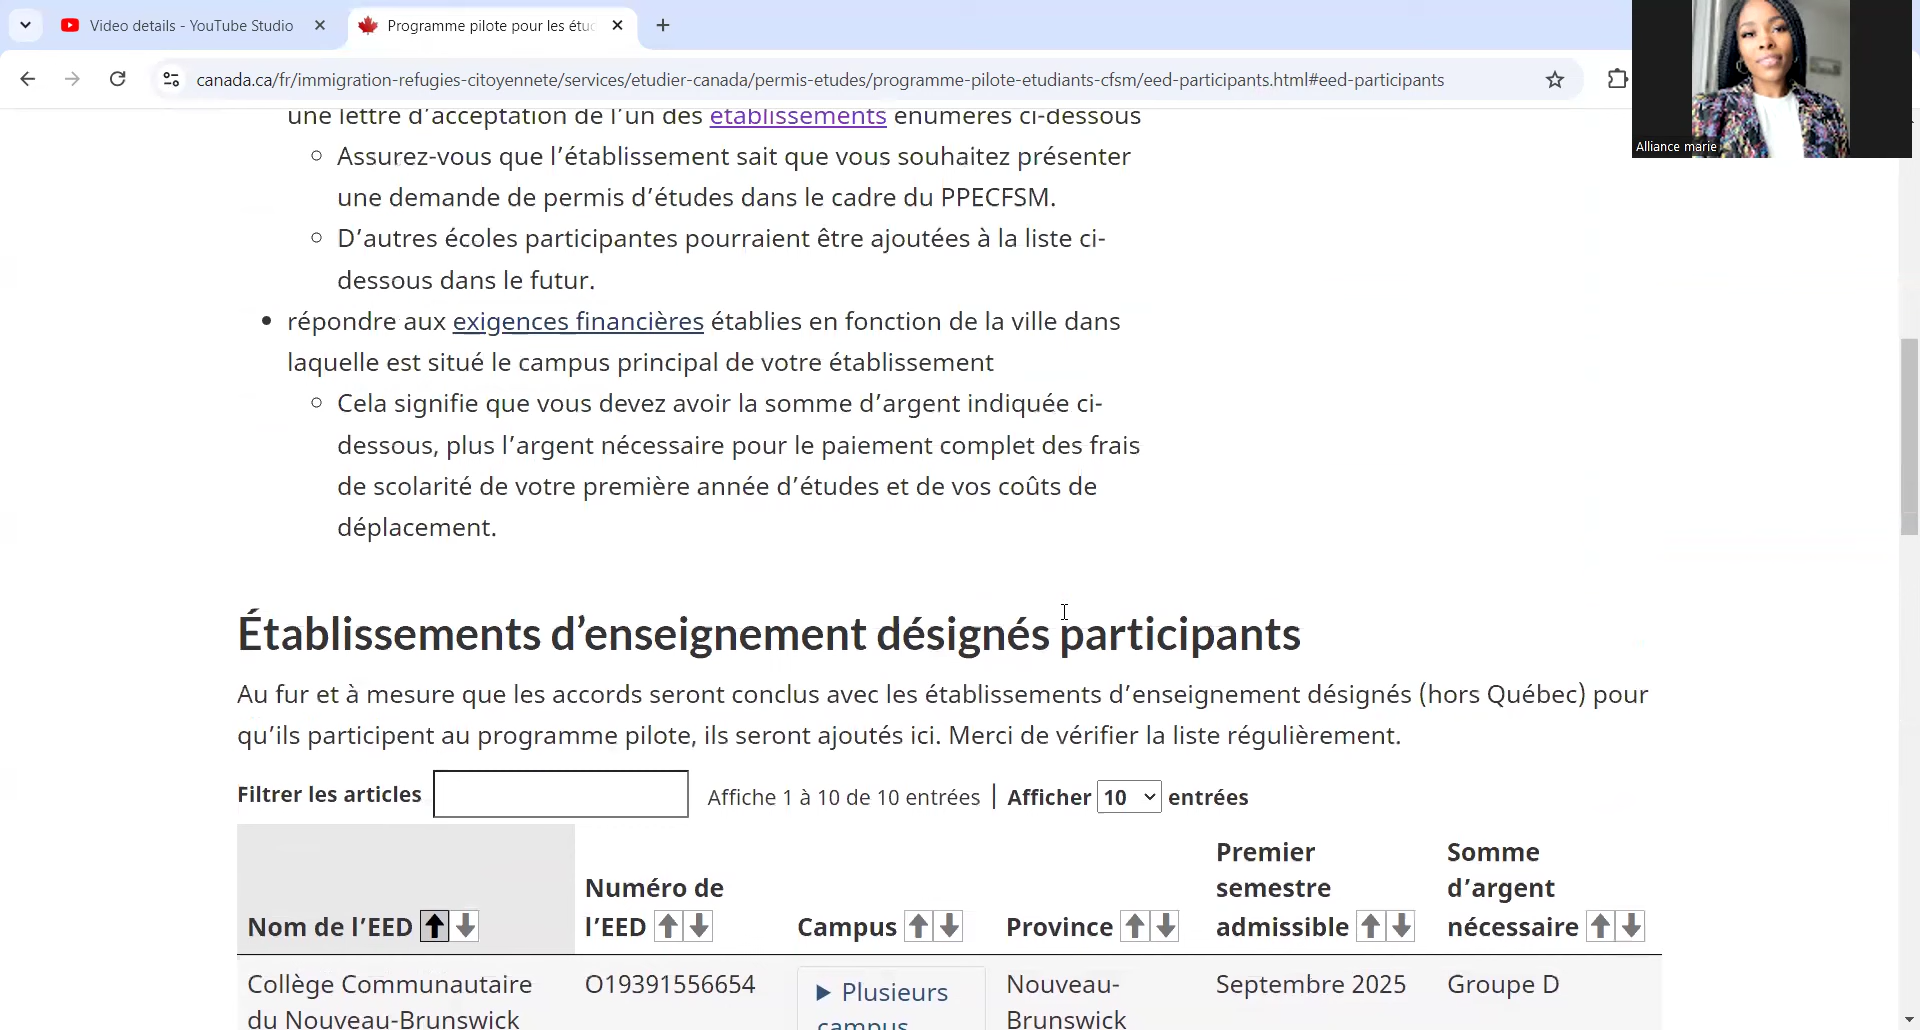 Video details - YouTube Studio
Programme pilote pour les étud
canada.ca/fr/immigration-refugies-citoyennete/services/etudier-canada/permis-etudes/programme-pilote-etudiants-cfsm/eed-participants.html#eed-participants
Alliance marie
une lettre d’acceptation de l’un des établissements énumérés ci-dessous
Assurez-vous que l’établissement sait que vous souhaitez présenter
une demande de permis d’études dans le cadre du PPECFSM.
D’autres écoles participantes pourraient être ajoutées à la liste ci-
dessous dans le futur.
répondre aux exigences financières établies en fonction de la ville dans
laquelle est situé le campus principal de votre établissement
Cela signifie que vous devez avoir la somme d’argent indiquée ci-
dessous, plus l’argent nécessaire pour le paiement complet des frais
de scolarité de votre première année d’études et de vos coûts de
déplacement.
Établissements d’enseignement désignés participants
Au fur et à mesure que les accords seront conclus avec les établissements d’enseignement désignés (hors Québec) pour
qu’ils participent au programme pilote, ils seront ajoutés ici. Merci de vérifier la liste régulièrement.
Filtrer les articles Affiche 1 à 10 de 10 entrées | Afficher 10 entrées
Nom de l’EED
Numéro de
l’EED
Campus
Province
Premier
semestre
admissible
Somme
d’argent
nécessaire
Collège Communautaire
du Nouveau-Brunswick
O19391556654
Plusieurs
campus
Nouveau-
Brunswick
Septembre 2025
Groupe D